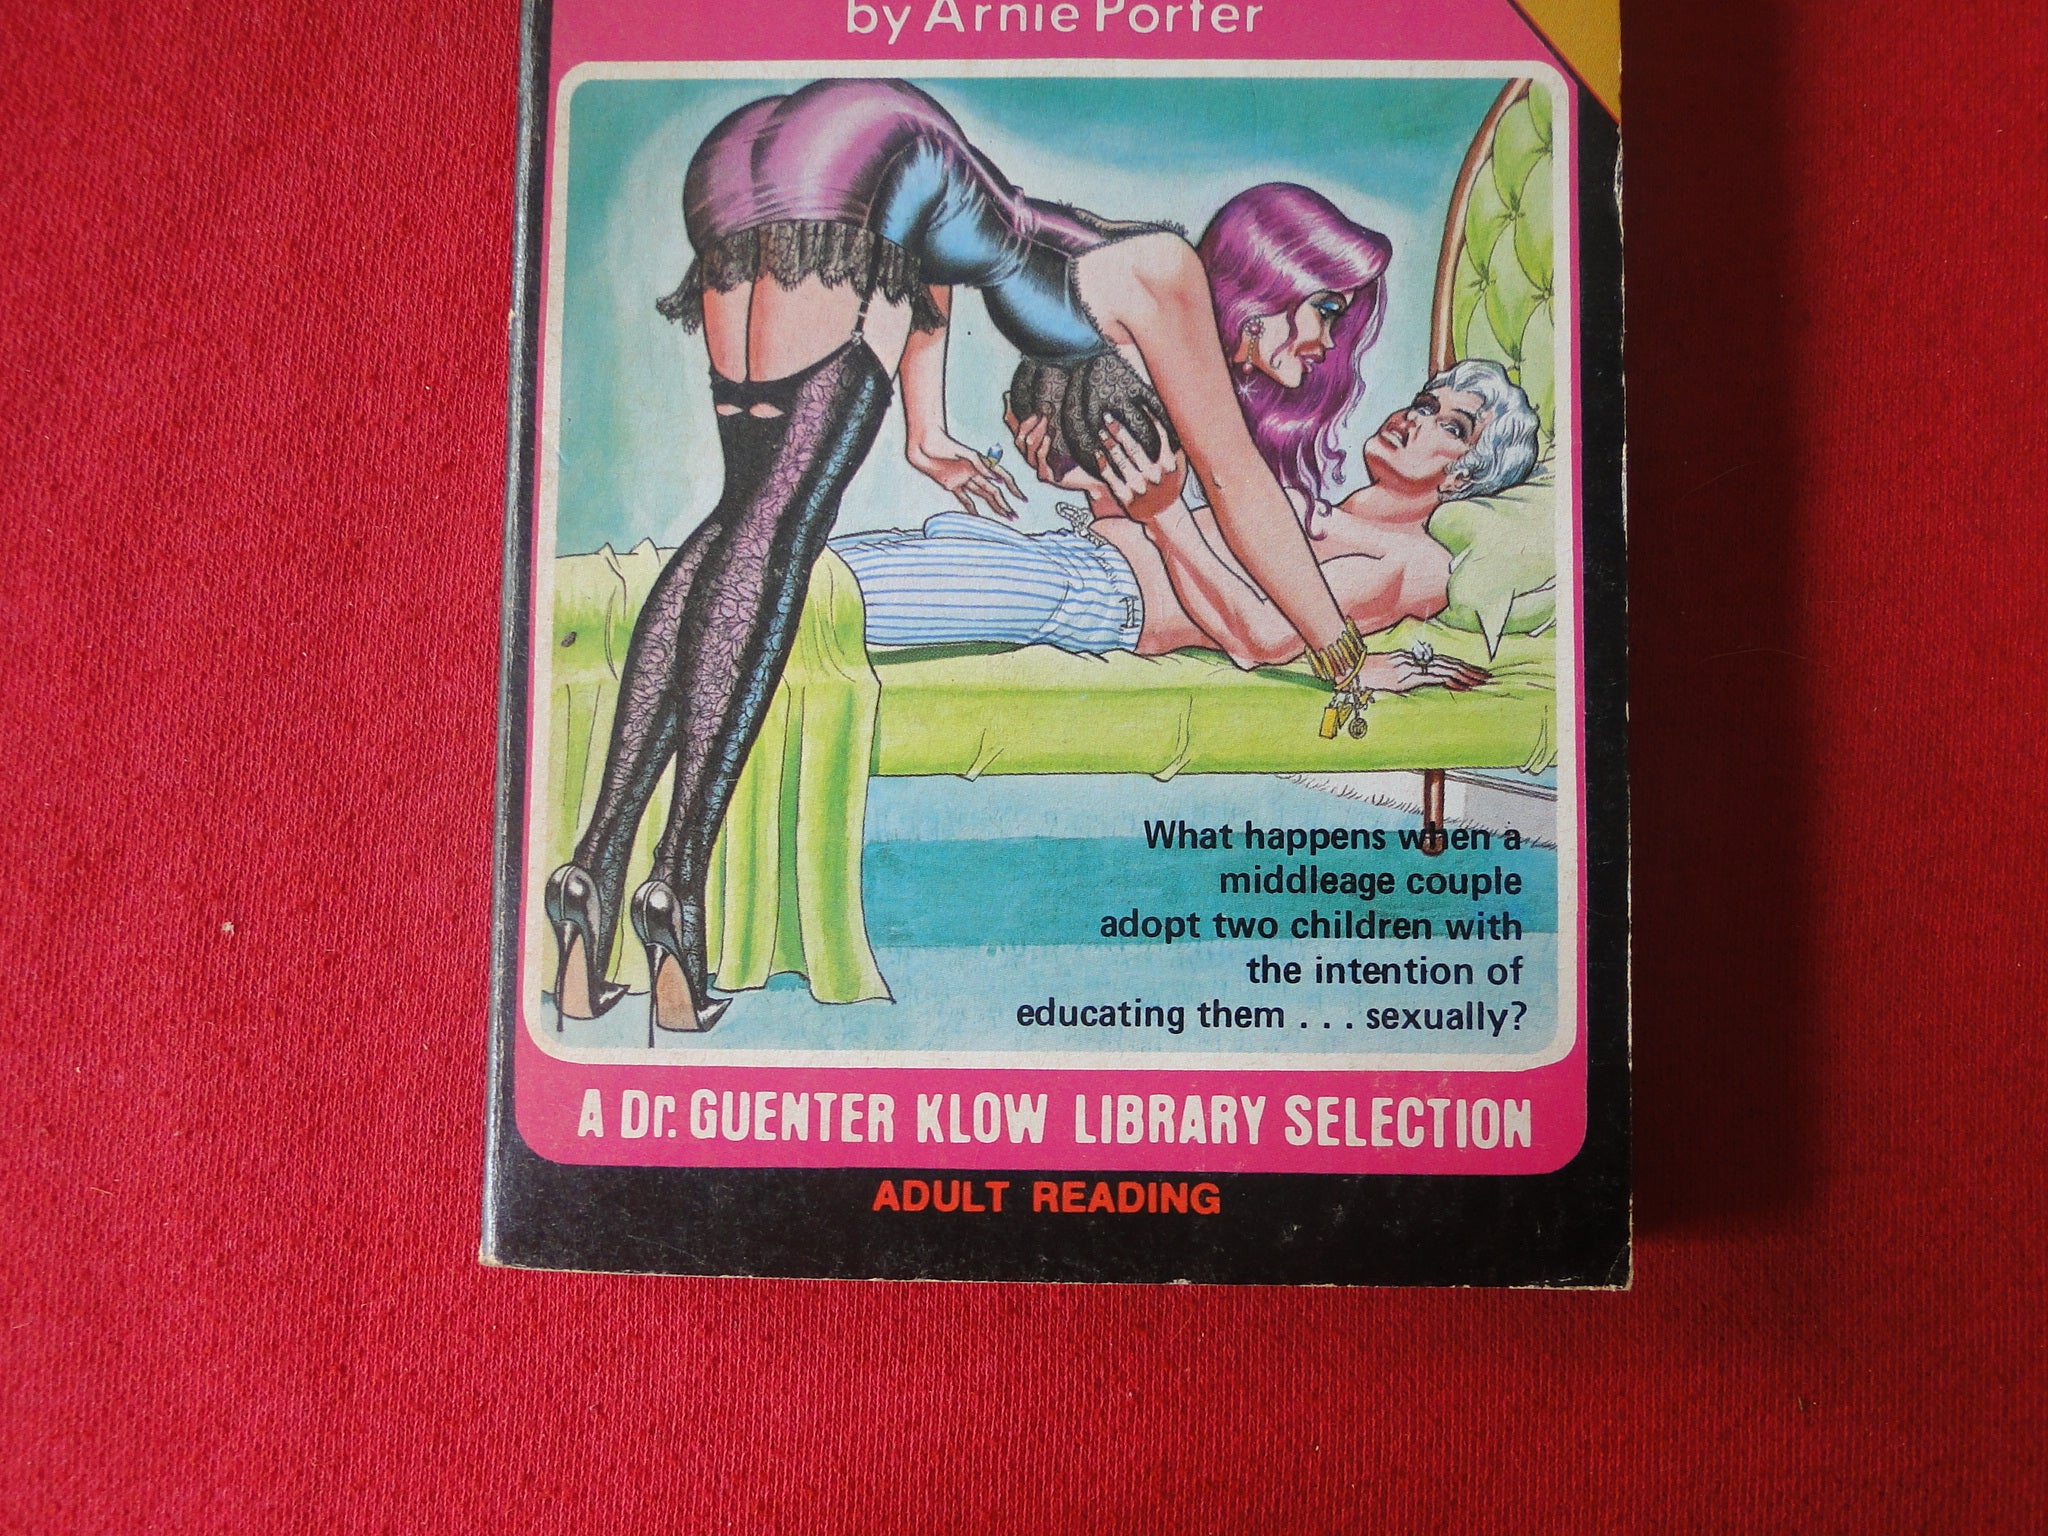 by Arnie Porter
What happens when a
middleage couple
adopt two children with
the intention of
educating them . . . sexually?
A Dr. GUENTER KLOW LIBRARY SELECTION
ADULT READING